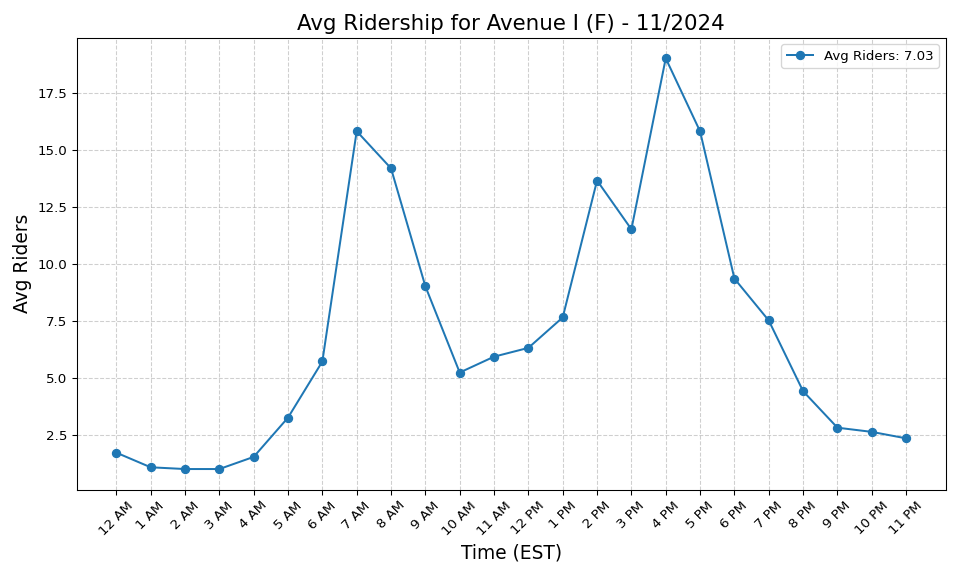 Avg Ridership for Avenue I (F) - 11/2024
Avg Riders: 7.03
Avg Riders
17.5
15.0
12.5
10.0
7.5
5.0
2.5
12 AM
1 AM
2 AM
3 AM
4 AM
5 AM
6 AM
7 AM
8 AM
9 AM
10 AM
11 AM
12 PM
1 PM
2 PM
3 PM
4 PM
5 PM
6 PM
7 PM
8 PM
9 PM
10 PM
11 PM
Time (EST)